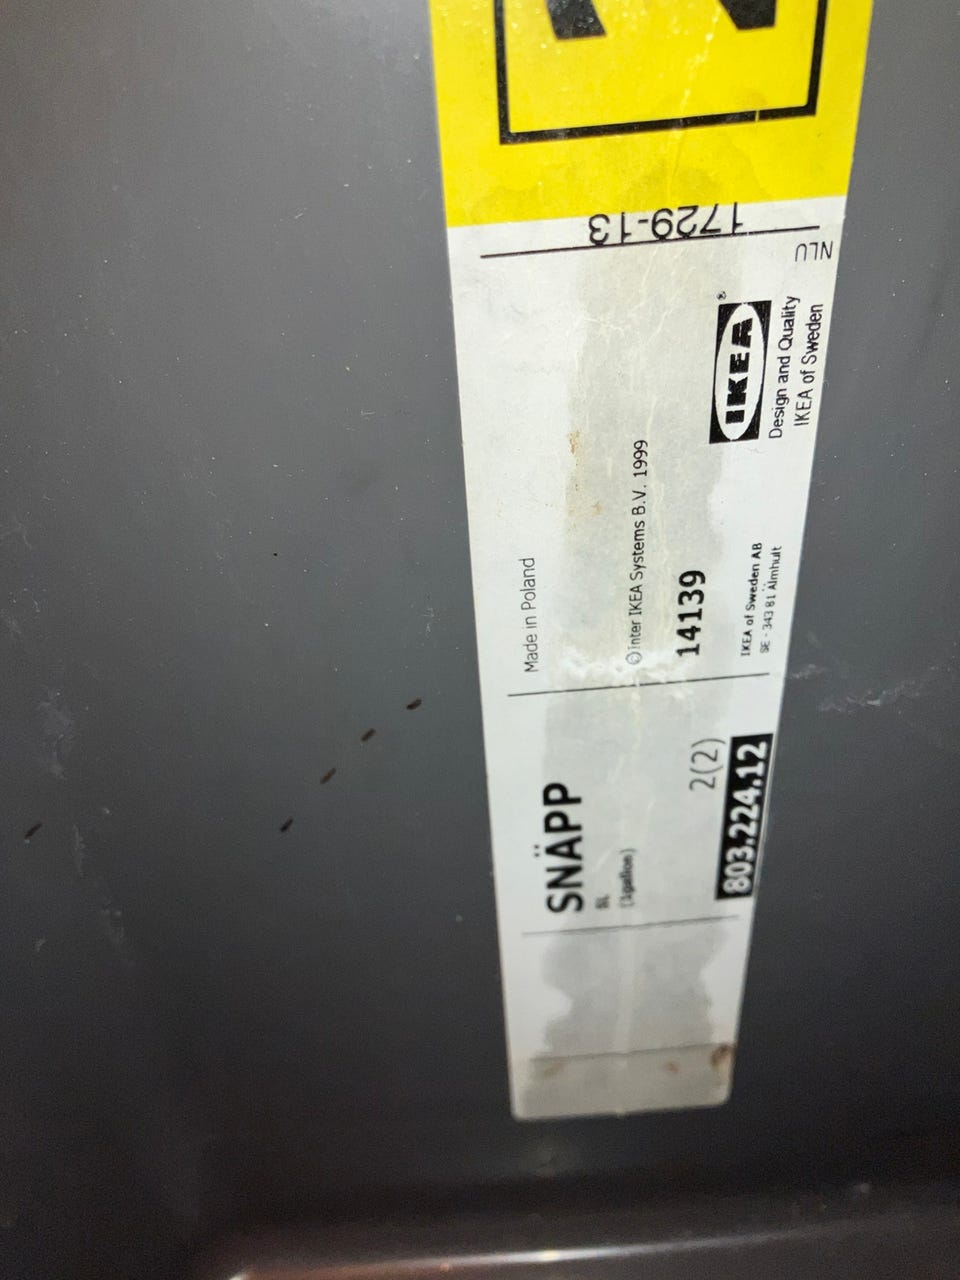 1729-13
NLU
IKEA®
Design and Quality
IKEA of Sweden
Made in Poland
©Inter IKEA Systems B.V. 1999
14139
IKEA of Sweden AB
SE - 343 81 Älmhult
SNÄPP
(1gallon)
2(2)
803.224.12